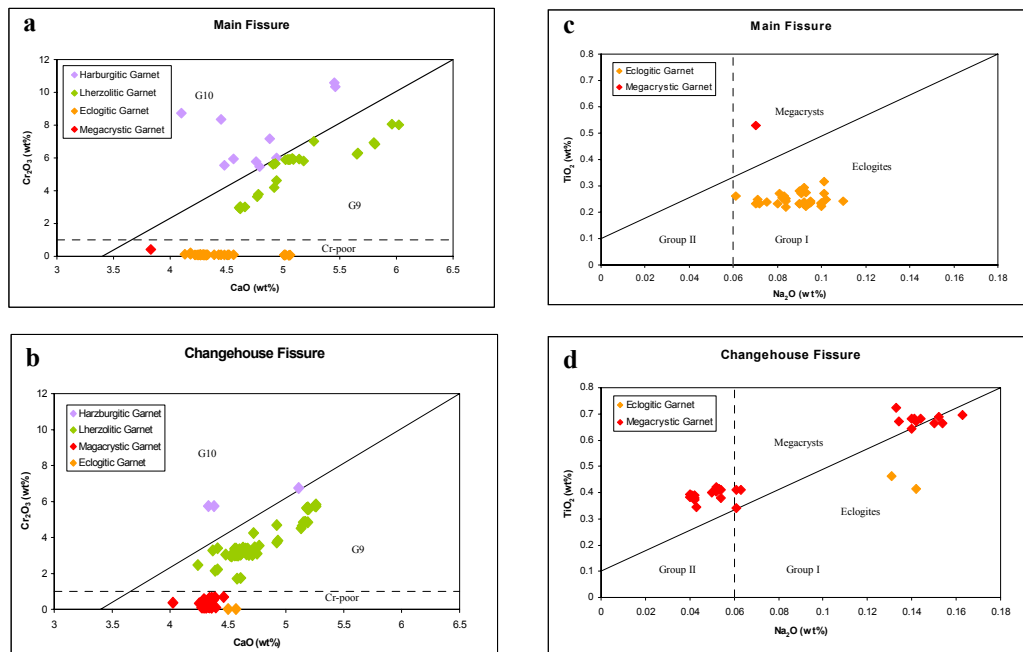 a
Main Fissure
Cr2O3 (wt%)
12
10
8
6
4
2
0
Harburgitic Garnet
Lherzolitic Garnet
Eclogitic Garnet
Megacrystic Garnet
G10
G9
Cr-poor
3 3.5 4 4.5 5 5.5 6 6.5
CaO (wt%)
c
Main Fissure
TiO2 (wt%)
0.8
0.7
0.6
0.5
0.4
0.3
0.2
0.1
0
Eclogitic Garnet
Megacrystic Garnet
Megacrysts
Eclogites
Group II
Group I
0 0.02 0.04 0.06 0.08 0.1 0.12 0.14 0.16 0.18
Na2O (wt%)
b
Changehouse Fissure
Cr2O3 (wt%)
12
10
8
6
4
2
0
Harzburgitic Garnet
Lherzolitic Garnet
Magacrystic Garnet
Eclogitic Garnet
G10
G9
Cr-poor
3 3.5 4 4.5 5 5.5 6 6.5
CaO (wt%)
d
Changehouse Fissure
TiO2 (wt%)
0.8
0.7
0.6
0.5
0.4
0.3
0.2
0.1
0
Eclogitic Garnet
Megacrystic Garnet
Megacrysts
Eclogites
Group II
Group I
0 0.02 0.04 0.06 0.08 0.1 0.12 0.14 0.16 0.18
Na2O (wt%)